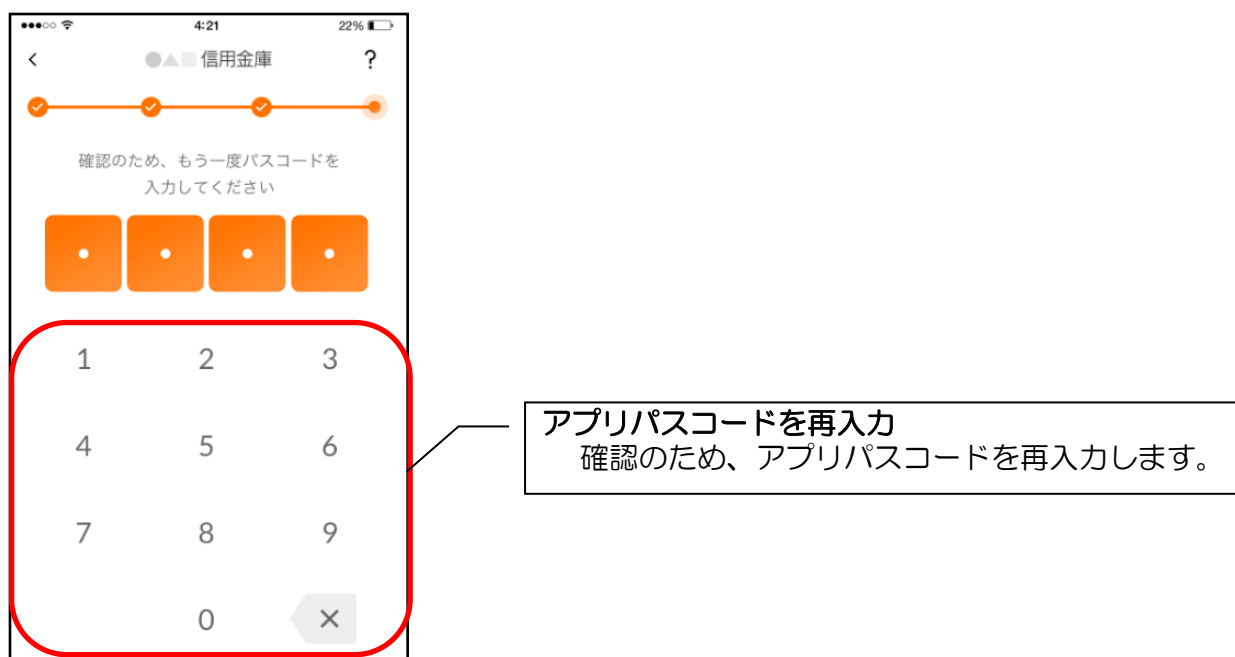 4:21
22%
< ●▲■ 信用金庫 ?
確認のため、もう一度パスコードを
入力してください
1 2 3
4 5 6
7 8 9
0 ×
アプリパスコードを再入力
確認のため、アプリパスコードを再入力します。